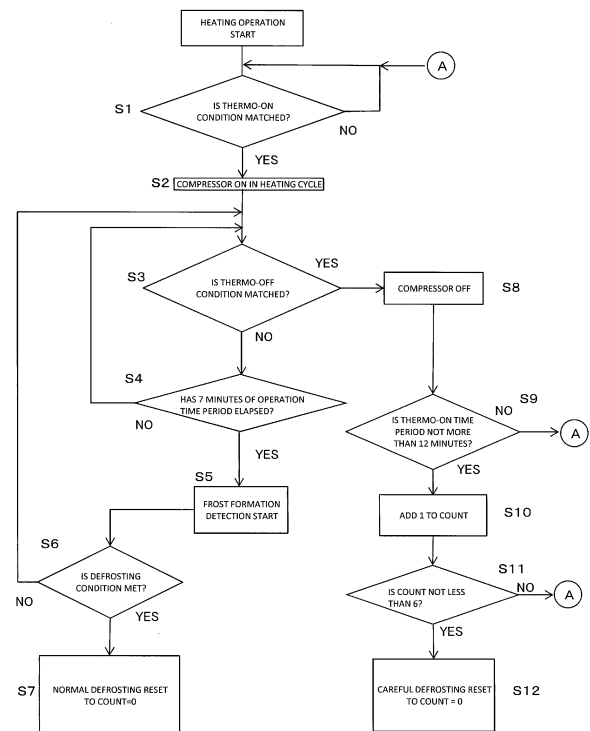 HEATING OPERATION
START
A
S1
IS THERMO-ON
CONDITION MATCHED?
NO
YES
S2
COMPRESSOR ON IN HEATING CYCLE
S3
IS THERMO-OFF
CONDITION MATCHED?
YES
NO
COMPRESSOR OFF
S8
S4
HAS 7 MINUTES OF OPERATION
TIME PERIOD ELAPSED?
NO
YES
S9
IS THERMO-ON TIME
PERIOD NOT MORE
THAN 12 MINUTES?
NO
A
YES
S5
FROST FORMATION
DETECTION START
ADD 1 TO COUNT
S10
S6
IS DEFROSTING
CONDITION MET?
NO
YES
S11
IS COUNT NOT LESS
THAN 6?
NO
A
YES
S7
NORMAL DEFROSTING RESET
TO COUNT=0
CAREFUL DEFROSTING RESET
TO COUNT = 0
S12